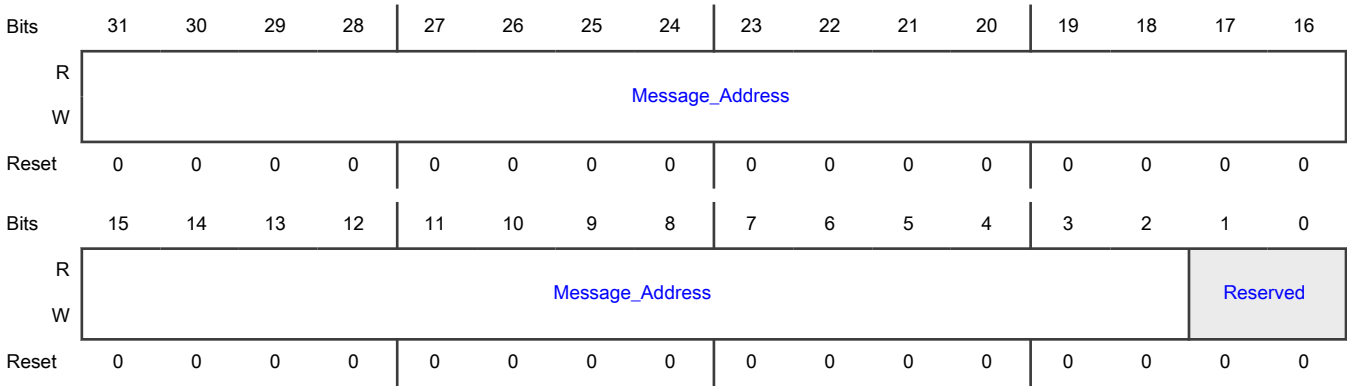 Bits 31 30 29 28 27 26 25 24 23 22 21 20 19 18 17 16
R
Message_Address
W
Reset 0 0 0 0 0 0 0 0 0 0 0 0 0 0 0 0
Bits 15 14 13 12 11 10 9 8 7 6 5 4 3 2 1 0
R
Message_Address Reserved
W
Reset 0 0 0 0 0 0 0 0 0 0 0 0 0 0 0 0